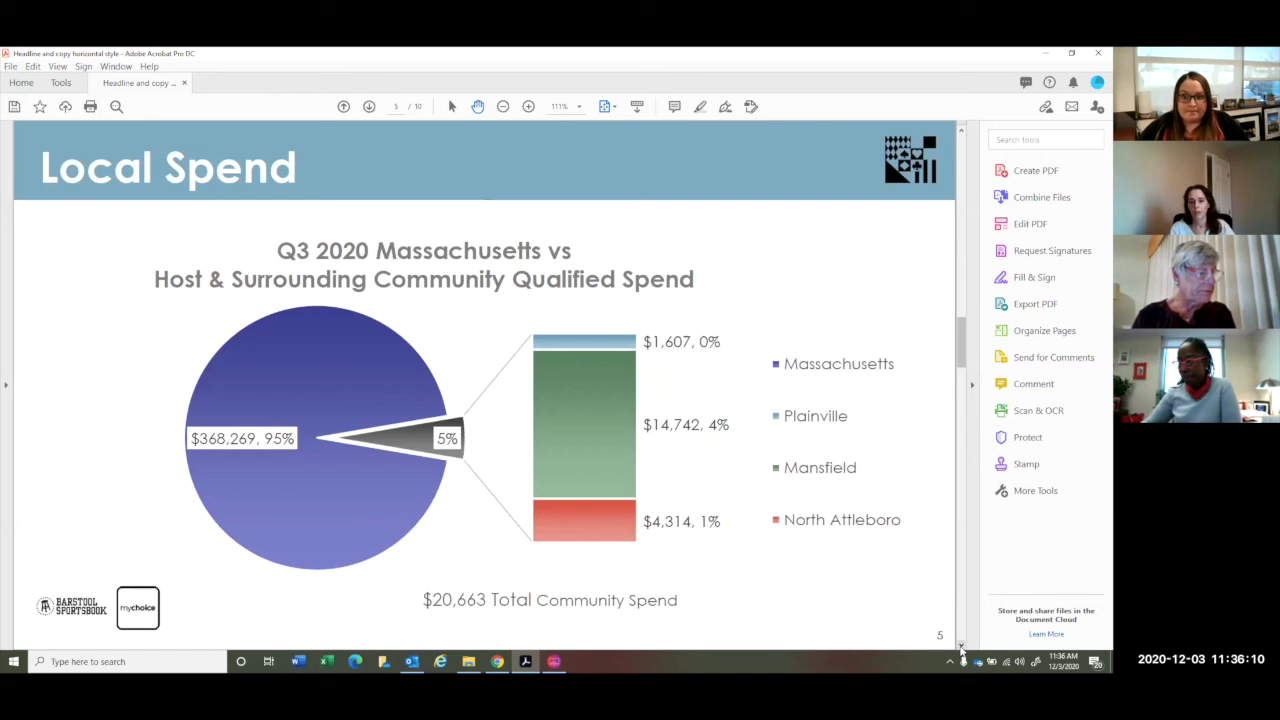 Headline and copy horizontal style - Adobe Acrobat Pro DC
File Edit View Sign Window Help
Home Tools Headline and copy ... ×
5 / 10 111%
Search tools
Create PDF
Combine Files
Edit PDF
Request Signatures
Fill & Sign
Export PDF
Organize Pages
Send for Comments
Comment
Scan & OCR
Protect
Stamp
More Tools
Store and share files in the
Document Cloud
Learn More
Local Spend
Q3 2020 Massachusetts vs
Host & Surrounding Community Qualified Spend
$368,269, 95%
5%
$1,607, 0%
$14,742, 4%
$4,314, 1%
Massachusetts
Plainville
Mansfield
North Attleboro
$20,663 Total Community Spend
BARSTOOL
SPORTSBOOK
mychoice
5
Type here to search
11:36 AM
12/3/2020
20
2020-12-03 11:36:10